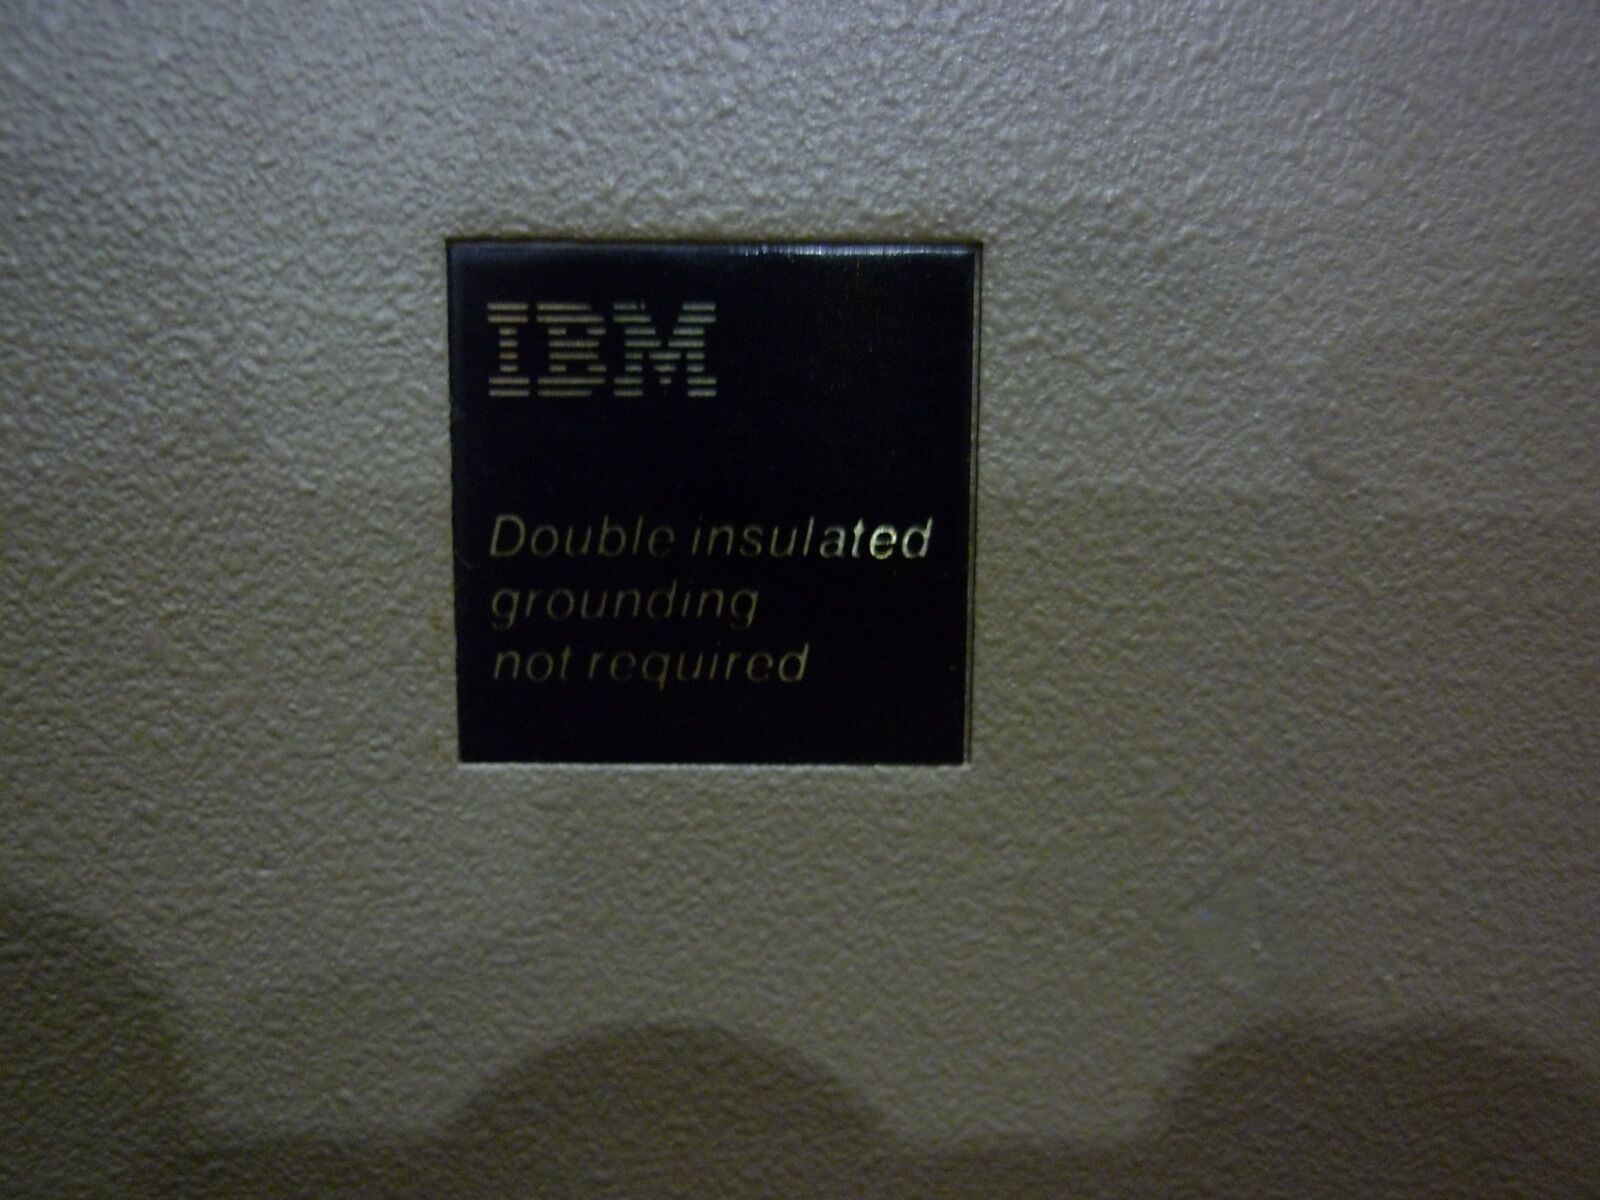 IBM
Double insulated
grounding
not required